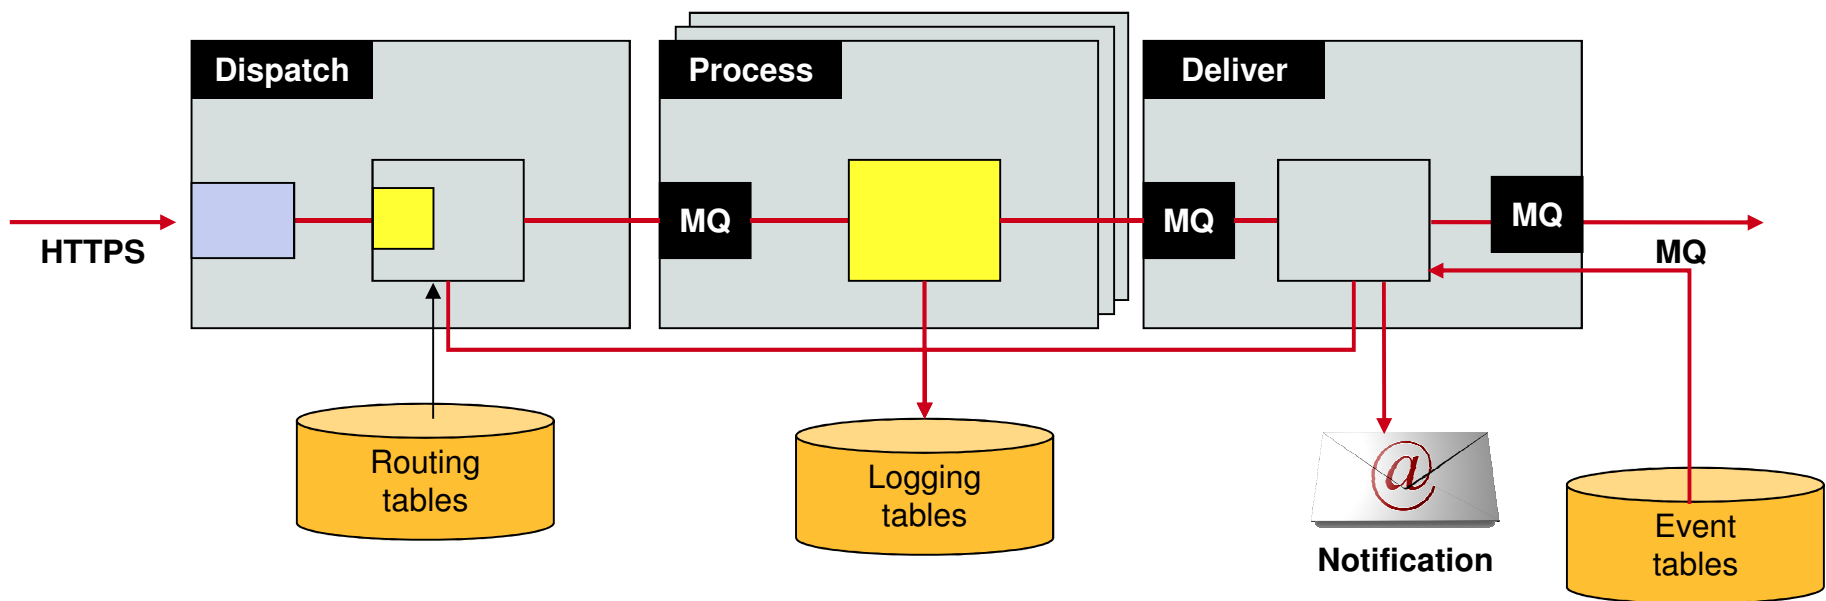 Dispatch
Process
Deliver
HTTPS
MQ
MQ
MQ
MQ
Routing
tables
Logging
tables
@
Notification
Event
tables